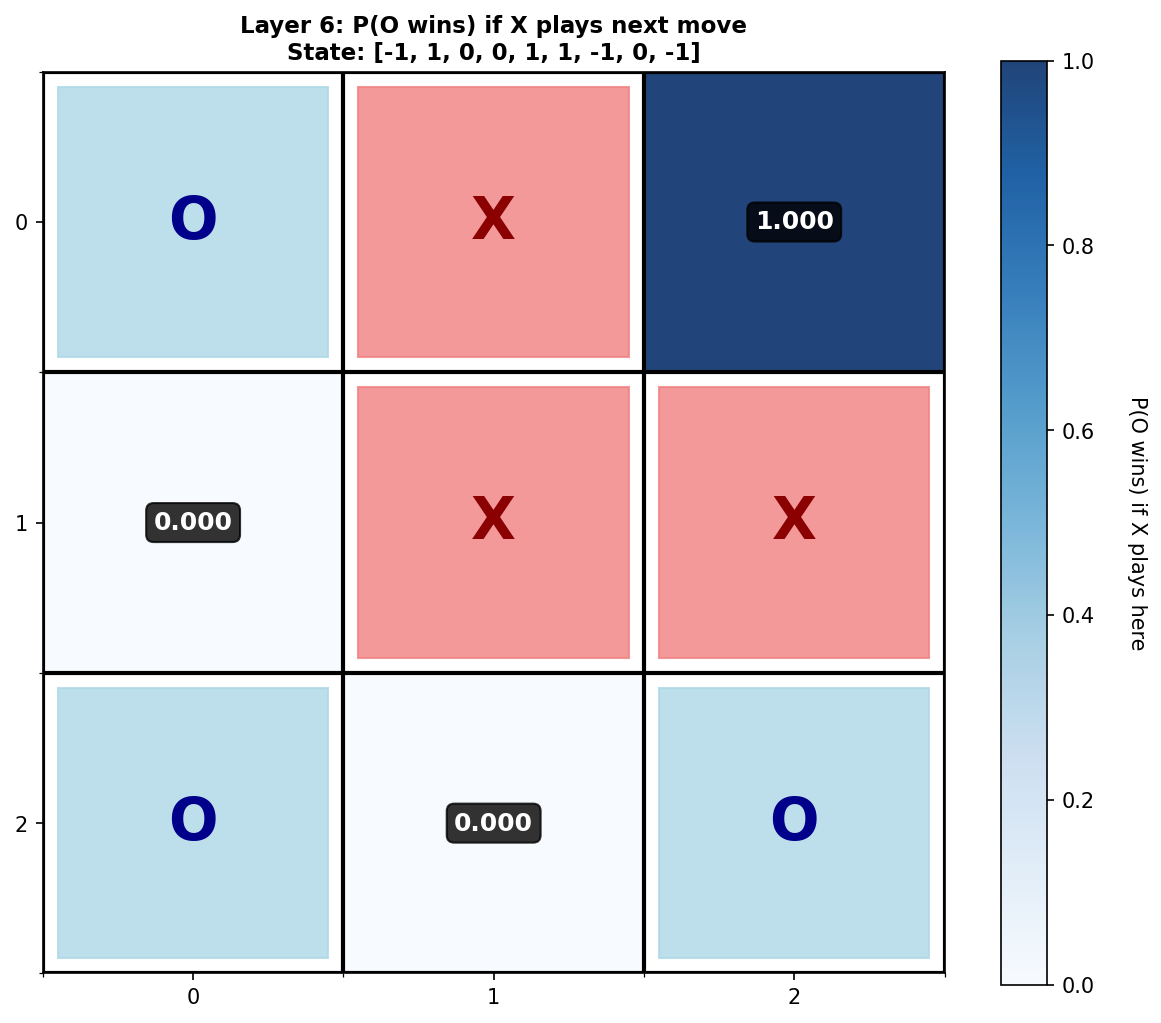 Layer 6: P(O wins) if X plays next move
State: [-1, 1, 0, 0, 1, 1, -1, 0, -1]
0
O
X
1.000
1
0.000
X
X
2
O
0.000
O
0
1
2
1.0
0.8
0.6
0.4
0.2
0.0
P(O wins) if X plays here